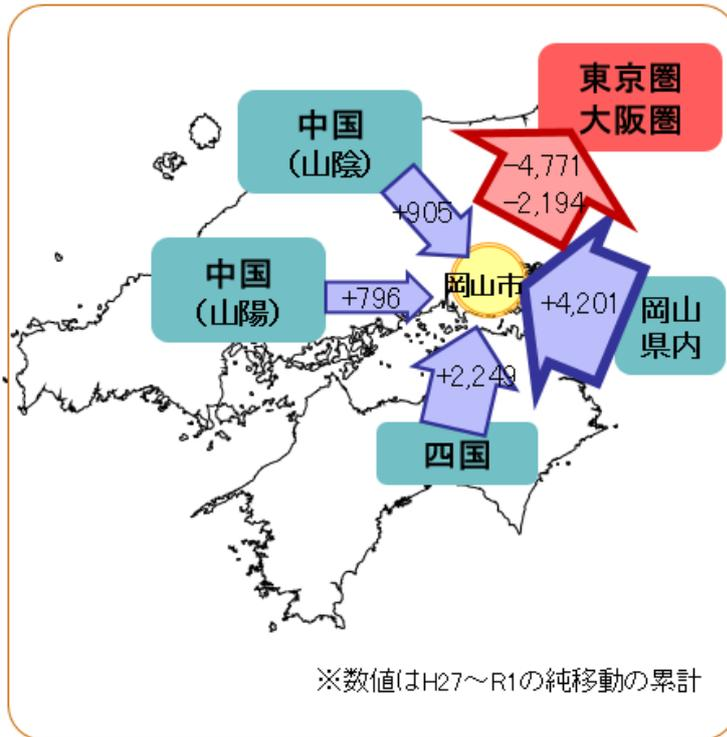 東京圏
大阪圏
−4,771
−2,194
中国
(山陰)
+905
中国
(山陽)
+796
岡山市
+4,201
岡山
県内
+2,249
四国
※数値はH27～R1の純移動の累計